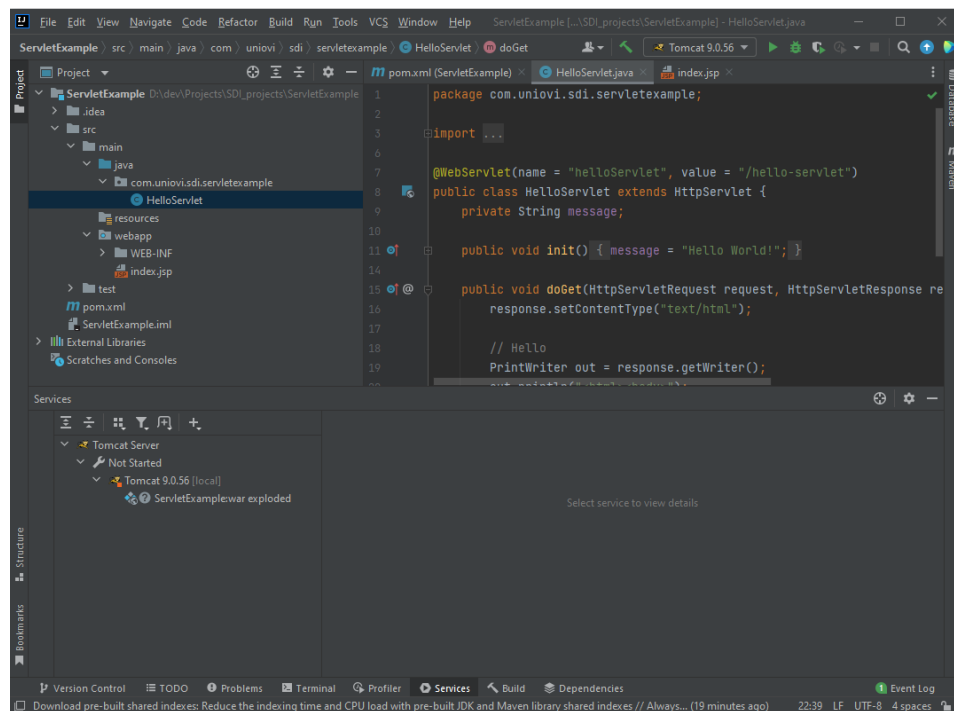 File Edit View Navigate Code Refactor Build Run Tools VCS Window Help ServletExample [...\SDI_projects\ServletExample] - HelloServlet.java
ServletExample src main java com uniovi sdi servletexample HelloServlet doGet Tomcat 9.0.56
Project
Project
pom.xml (ServletExample) HelloServlet.java index.jsp
Database
Maven
ServletExample D:\dev\Projects\SDI_projects\ServletExample
.idea
src
main
java
com.uniovi.sdi.servletexample
HelloServlet
resources
webapp
WEB-INF
index.jsp
test
pom.xml
ServletExample.iml
External Libraries
Scratches and Consoles
1 package com.uniovi.sdi.servletexample;
2
3 import ...
6
7 @WebServlet(name = "helloServlet", value = "/hello-servlet")
8 public class HelloServlet extends HttpServlet {
9 private String message;
10
11 public void init() { message = "Hello World!"; }
14
15 @ public void doGet(HttpServletRequest request, HttpServletResponse re
16 response.setContentType("text/html");
17
18 // Hello
19 PrintWriter out = response.getWriter();
Services
Tomcat Server
Not Started
Tomcat 9.0.56 [local]
ServletExample:war exploded
Select service to view details
Structure
Bookmarks
Version Control TODO Problems Terminal Profiler Services Build Dependencies 1 Event Log
Download pre-built shared indexes: Reduce the indexing time and CPU load with pre-built JDK and Maven library shared indexes // Always... (19 minutes ago) 22:39 LF UTF-8 4 spaces